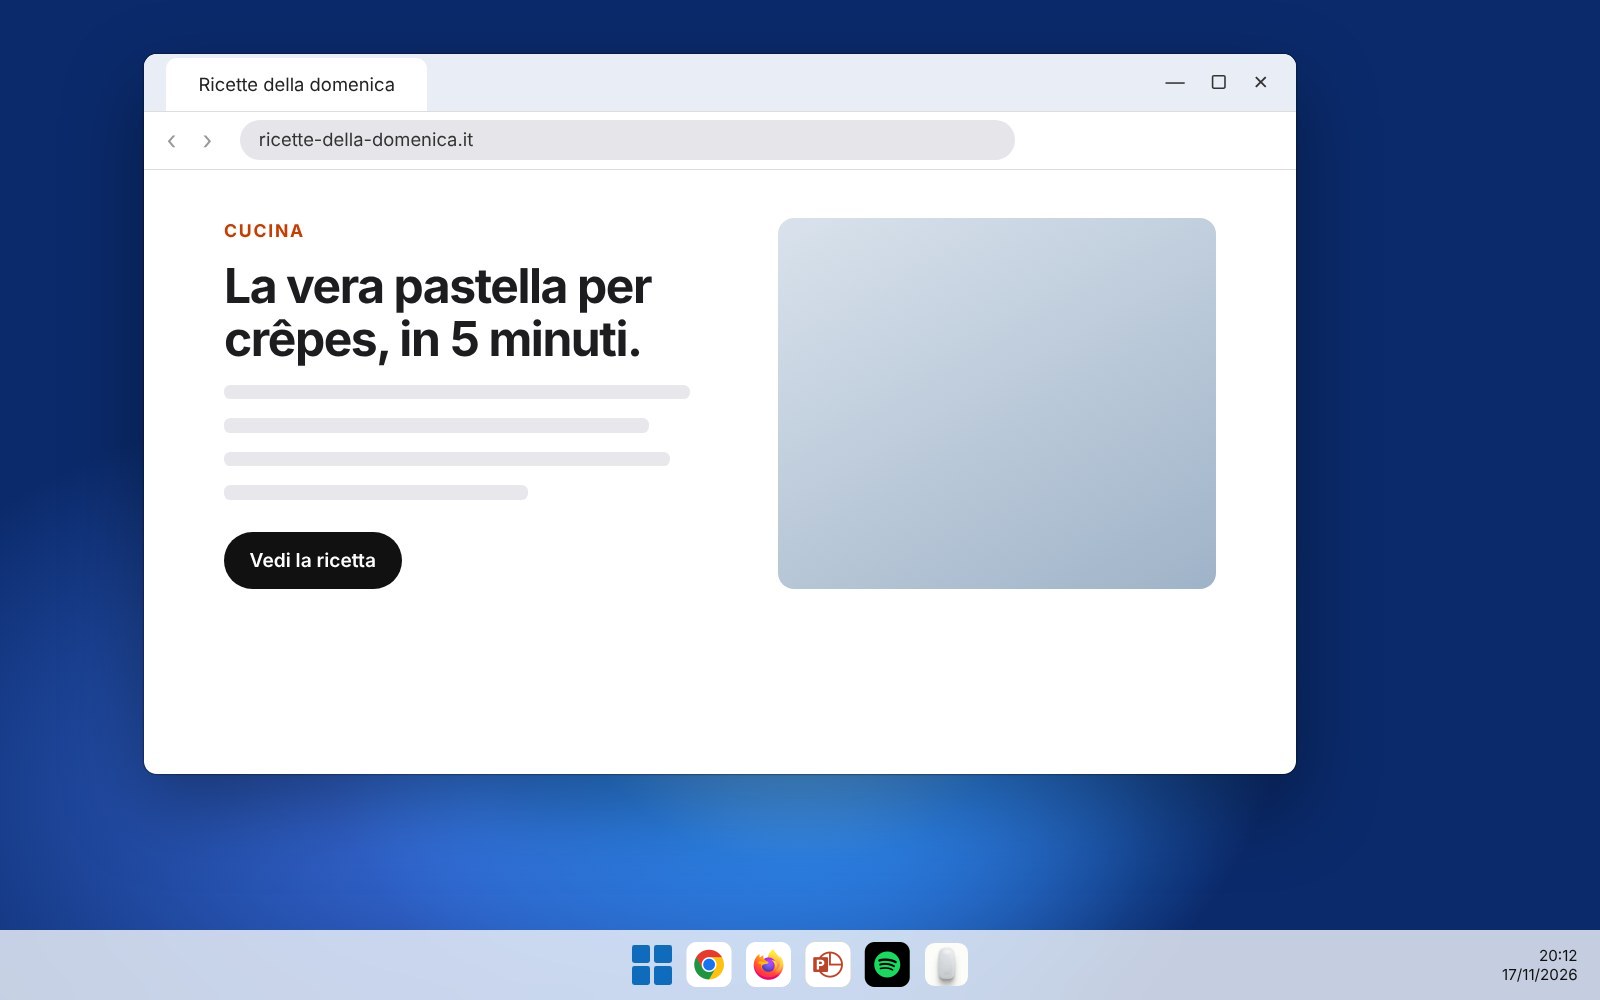 Ricette della domenica
ricette-della-domenica.it
CUCINA
La vera pastella per
crêpes, in 5 minuti.
Vedi la ricetta
P
20:12
17/11/2026